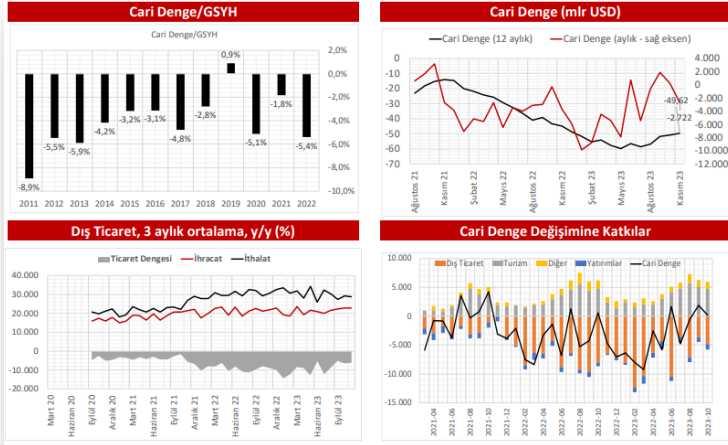 Cari Denge/GSYH
Cari Denge/GSYH
2,0%
0,0%
-2,0%
-4,0%
-6,0%
-8,0%
-10,0%
-8,9%
-5,5%
-5,9%
-4,2%
-3,2%
-3,1%
-4,8%
-2,8%
0,9%
-5,1%
-1,8%
-5,4%
2011 2012 2013 2014 2015 2016 2017 2018 2019 2020 2021 2022
Cari Denge (mlr USD)
Cari Denge (12 aylık) Cari Denge (aylık - sağ eksen)
0
-10
-20
-30
-40
-50
-60
-70
4.000
2.000
0
-2.000
-4.000
-6.000
-8.000
-10.000
-12.000
-49,62
-2.722
Ağustos 21
Kasım 21
Şubat 22
Mayıs 22
Ağustos 22
Kasım 22
Şubat 23
Mayıs 23
Ağustos 23
Kasım 23
Dış Ticaret, 3 aylık ortalama, y/y (%)
Ticaret Dengesi İhracat İthalat
40.000
30.000
20.000
10.000
0
-10.000
-20.000
Mart 20
Haziran 20
Eylül 20
Aralık 20
Mart 21
Haziran 21
Eylül 21
Aralık 21
Mart 22
Haziran 22
Eylül 22
Aralık 22
Mart 23
Haziran 23
Eylül 23
Cari Denge Değişimine Katkılar
Dış Ticaret Turizm Diğer Yatırımlar Cari Denge
10.000
5.000
0
-5.000
-10.000
-15.000
2021-04
2021-06
2021-08
2021-10
2021-12
2022-02
2022-04
2022-06
2022-08
2022-10
2022-12
2023-02
2023-04
2023-06
2023-08
2023-10